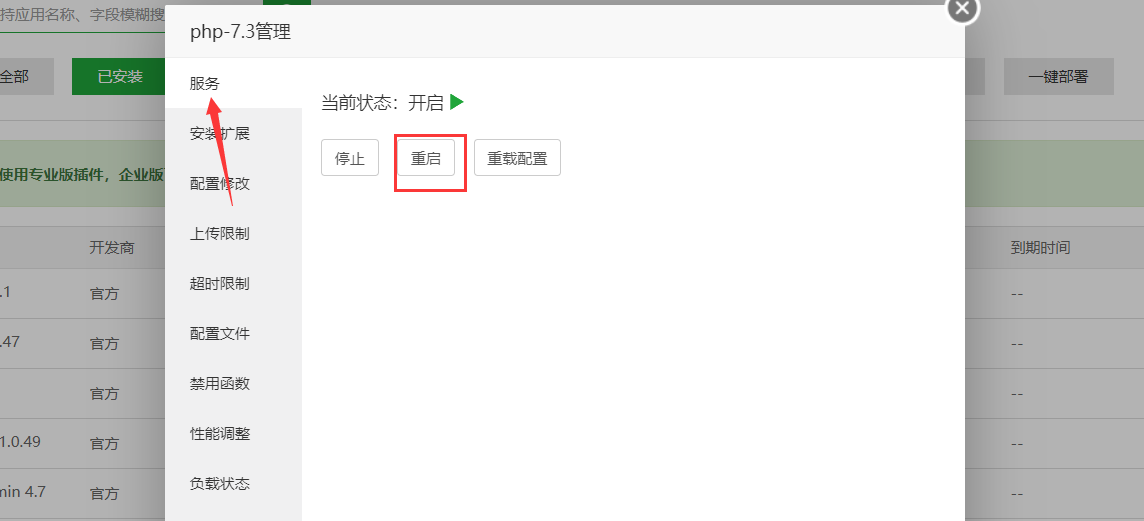 持应用名称、字段模糊搜
php-7.3管理
全部
已安装
一键部署
服务
安装扩展
配置修改
上传限制
超时限制
配置文件
禁用函数
性能调整
负载状态
当前状态：开启
停止
重启
重载配置
使用专业版插件，企业版
开发商
到期时间
.1
官方
--
.47
官方
--
官方
--
1.0.49
官方
--
min 4.7
官方
--